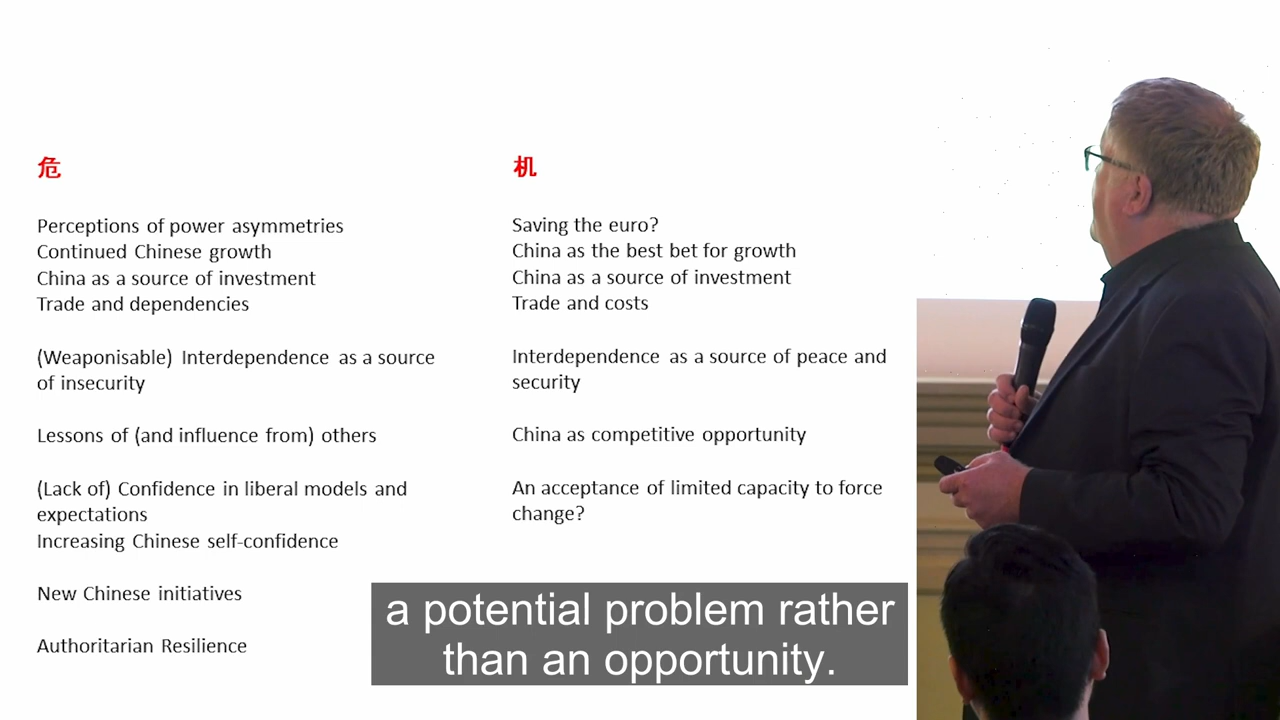 危
Perceptions of power asymmetries
Continued Chinese growth
China as a source of investment
Trade and dependencies
(Weaponisable) Interdependence as a source
of insecurity
Lessons of (and influence from) others
(Lack of) Confidence in liberal models and
expectations
Increasing Chinese self-confidence
New Chinese initiatives
Authoritarian Resilience
机
Saving the euro?
China as the best bet for growth
China as a source of investment
Trade and costs
Interdependence as a source of peace and
security
China as competitive opportunity
An acceptance of limited capacity to force
change?
a potential problem rather
than an opportunity.